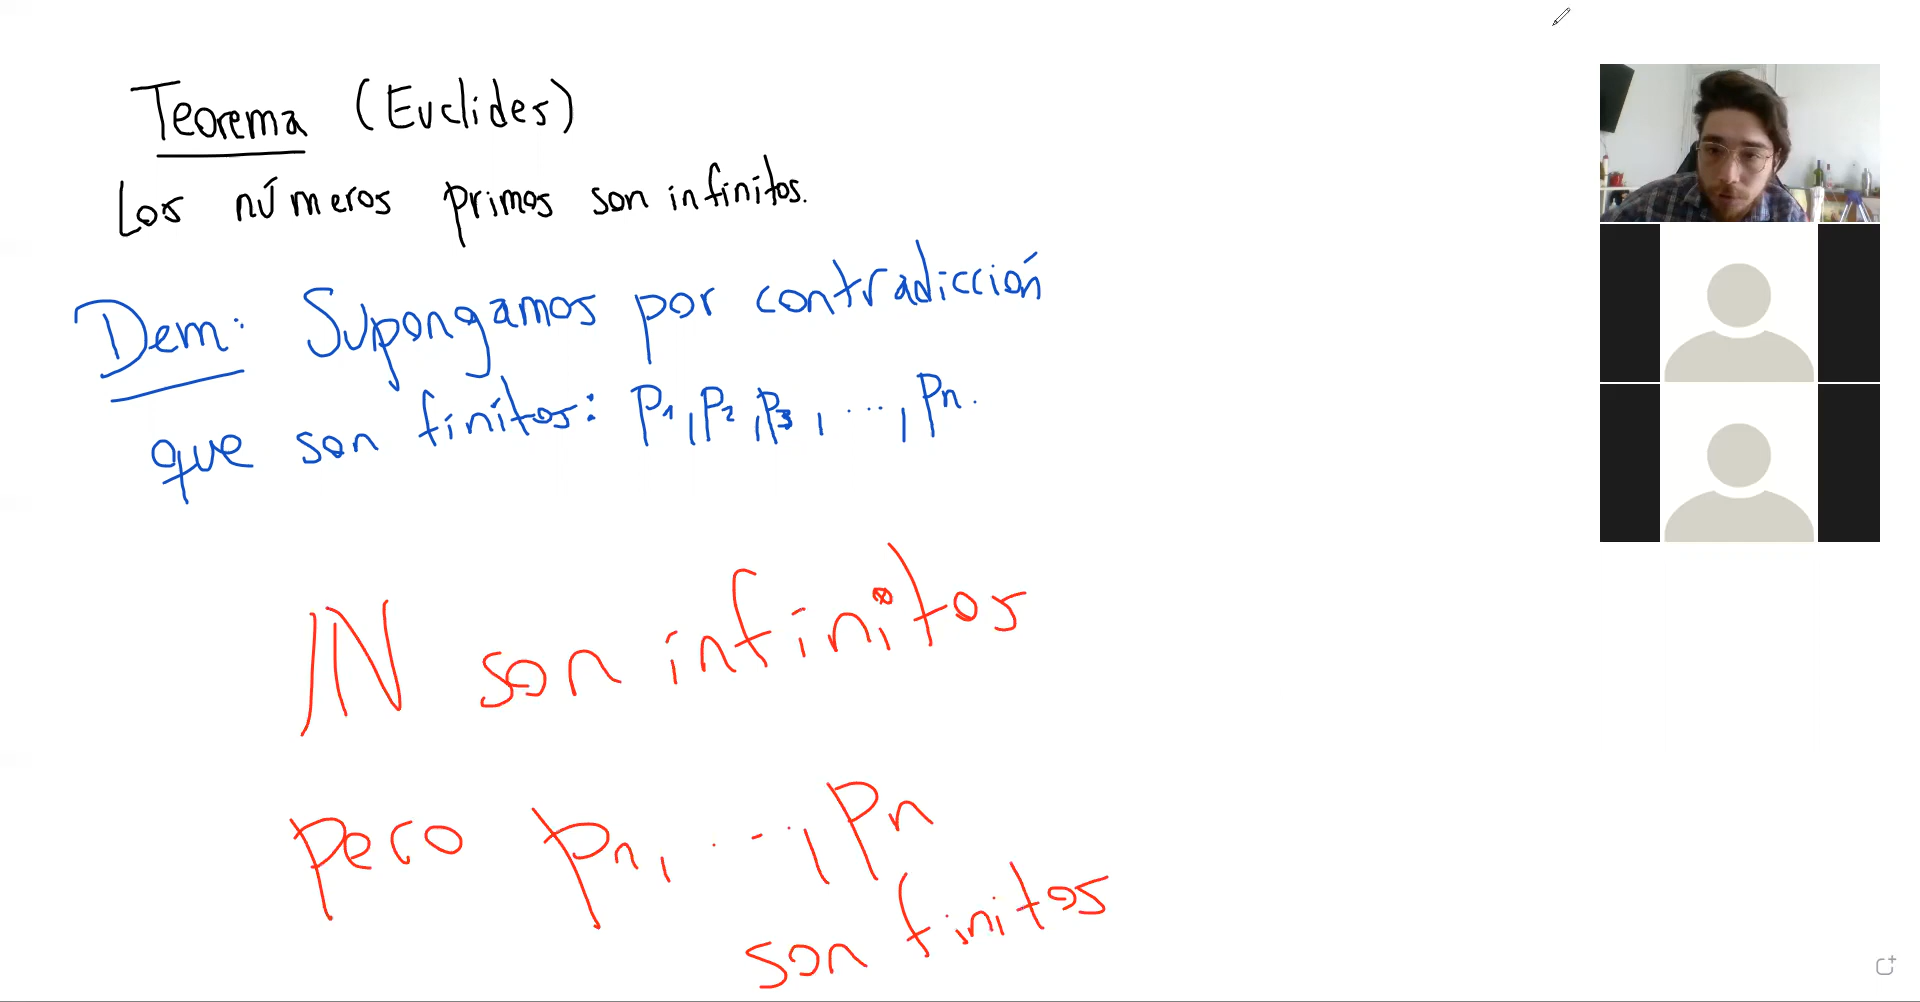 Teorema (Euclides)
Los números primos son infinitos.
Dem: Supongamos por contradicción
que son finitos: p1, p2, p3, ..., pn.
ℕ son infinitos
pero pn, ..., pn
son finitos